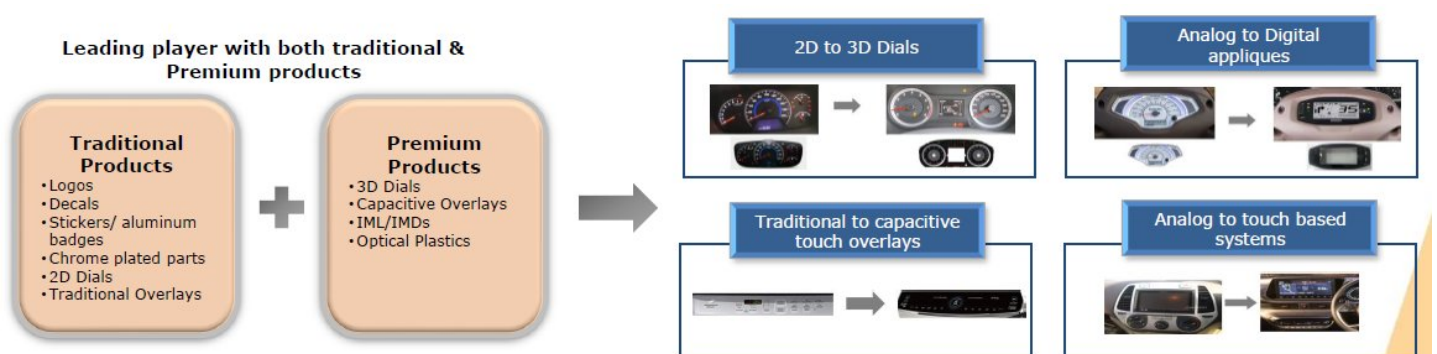 Leading player with both traditional &
Premium products
Traditional
Products
•Logos
•Decals
•Stickers/ aluminum
badges
•Chrome plated parts
•2D Dials
•Traditional Overlays
Premium
Products
•3D Dials
•Capacitive Overlays
•IML/IMDs
•Optical Plastics
2D to 3D Dials
Analog to Digital
appliques
Traditional to capacitive
touch overlays
Analog to touch based
systems